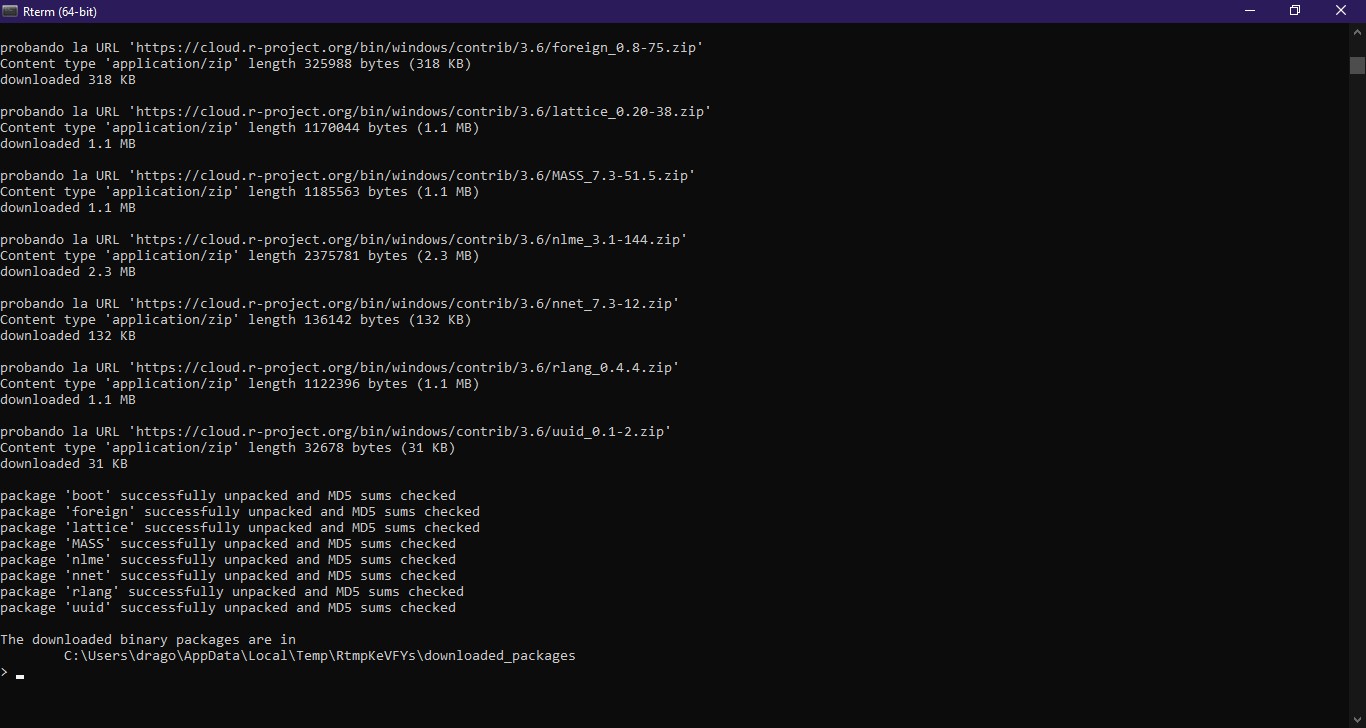 Rterm (64-bit)
probando la URL 'https://cloud.r-project.org/bin/windows/contrib/3.6/foreign_0.8-75.zip'
Content type 'application/zip' length 325988 bytes (318 KB)
downloaded 318 KB
probando la URL 'https://cloud.r-project.org/bin/windows/contrib/3.6/lattice_0.20-38.zip'
Content type 'application/zip' length 1170044 bytes (1.1 MB)
downloaded 1.1 MB
probando la URL 'https://cloud.r-project.org/bin/windows/contrib/3.6/MASS_7.3-51.5.zip'
Content type 'application/zip' length 1185563 bytes (1.1 MB)
downloaded 1.1 MB
probando la URL 'https://cloud.r-project.org/bin/windows/contrib/3.6/nlme_3.1-144.zip'
Content type 'application/zip' length 2375781 bytes (2.3 MB)
downloaded 2.3 MB
probando la URL 'https://cloud.r-project.org/bin/windows/contrib/3.6/nnet_7.3-12.zip'
Content type 'application/zip' length 136142 bytes (132 KB)
downloaded 132 KB
probando la URL 'https://cloud.r-project.org/bin/windows/contrib/3.6/rlang_0.4.4.zip'
Content type 'application/zip' length 1122396 bytes (1.1 MB)
downloaded 1.1 MB
probando la URL 'https://cloud.r-project.org/bin/windows/contrib/3.6/uuid_0.1-2.zip'
Content type 'application/zip' length 32678 bytes (31 KB)
downloaded 31 KB
package 'boot' successfully unpacked and MD5 sums checked
package 'foreign' successfully unpacked and MD5 sums checked
package 'lattice' successfully unpacked and MD5 sums checked
package 'MASS' successfully unpacked and MD5 sums checked
package 'nlme' successfully unpacked and MD5 sums checked
package 'nnet' successfully unpacked and MD5 sums checked
package 'rlang' successfully unpacked and MD5 sums checked
package 'uuid' successfully unpacked and MD5 sums checked
The downloaded binary packages are in
C:\Users\drago\AppData\Local\Temp\RtmpKeVFYs\downloaded_packages
>